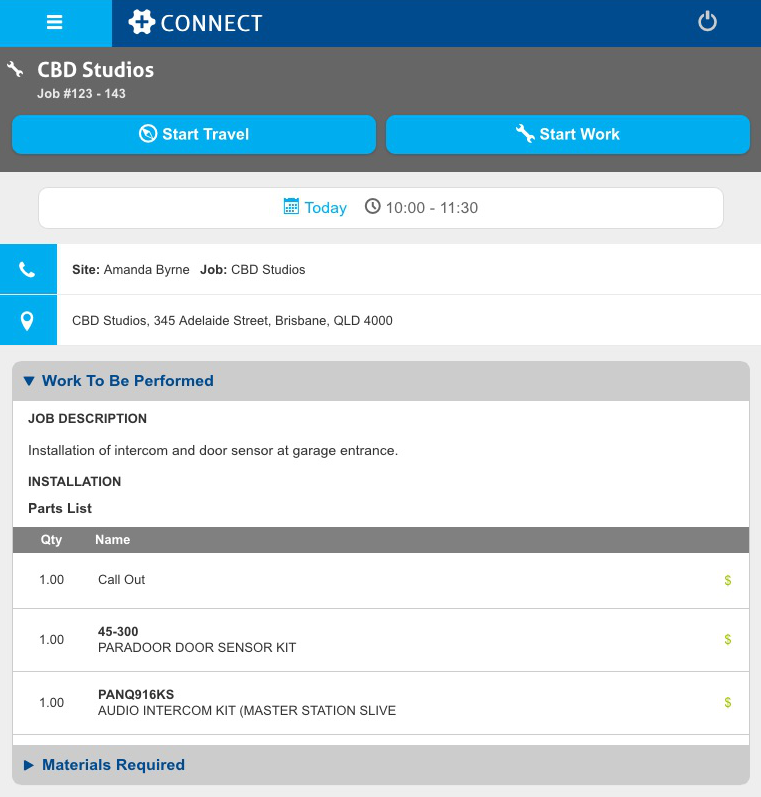 CONNECT
CBD Studios
Job #123 - 143
Start Travel
Start Work
Today 10:00 - 11:30
Site: Amanda Byrne Job: CBD Studios
CBD Studios, 345 Adelaide Street, Brisbane, QLD 4000
Work To Be Performed
JOB DESCRIPTION
Installation of intercom and door sensor at garage entrance.
INSTALLATION
Parts List
Qty Name
1.00 Call Out $
45-300
1.00 $
PARADOOR DOOR SENSOR KIT
PANQ916KS
1.00 $
AUDIO INTERCOM KIT (MASTER STATION SLIVE
Materials Required